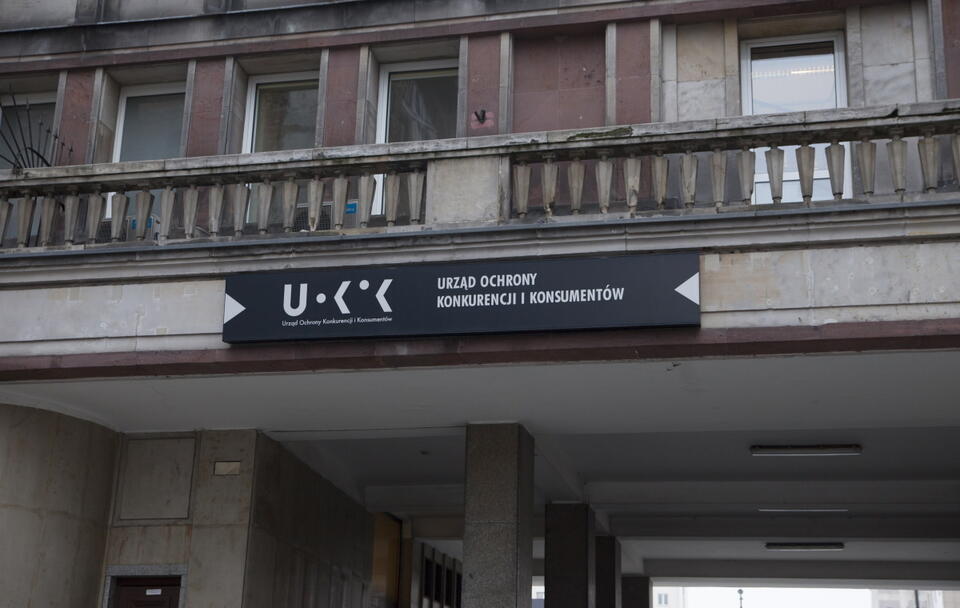 U·K°K
Urząd Ochrony Konkurencji i Konsumentów
URZĄD OCHRONY
KONKURENCJI I KONSUMENTÓW